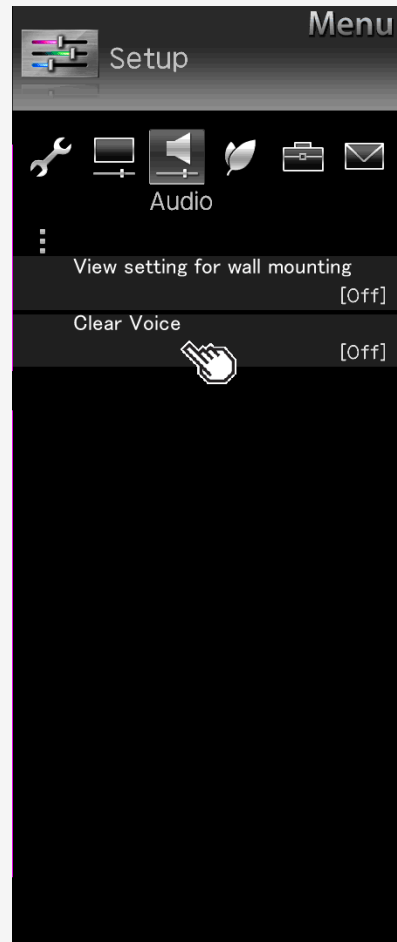 Menu
Setup
Audio
View setting for wall mounting
[Off]
Clear Voice
[Off]